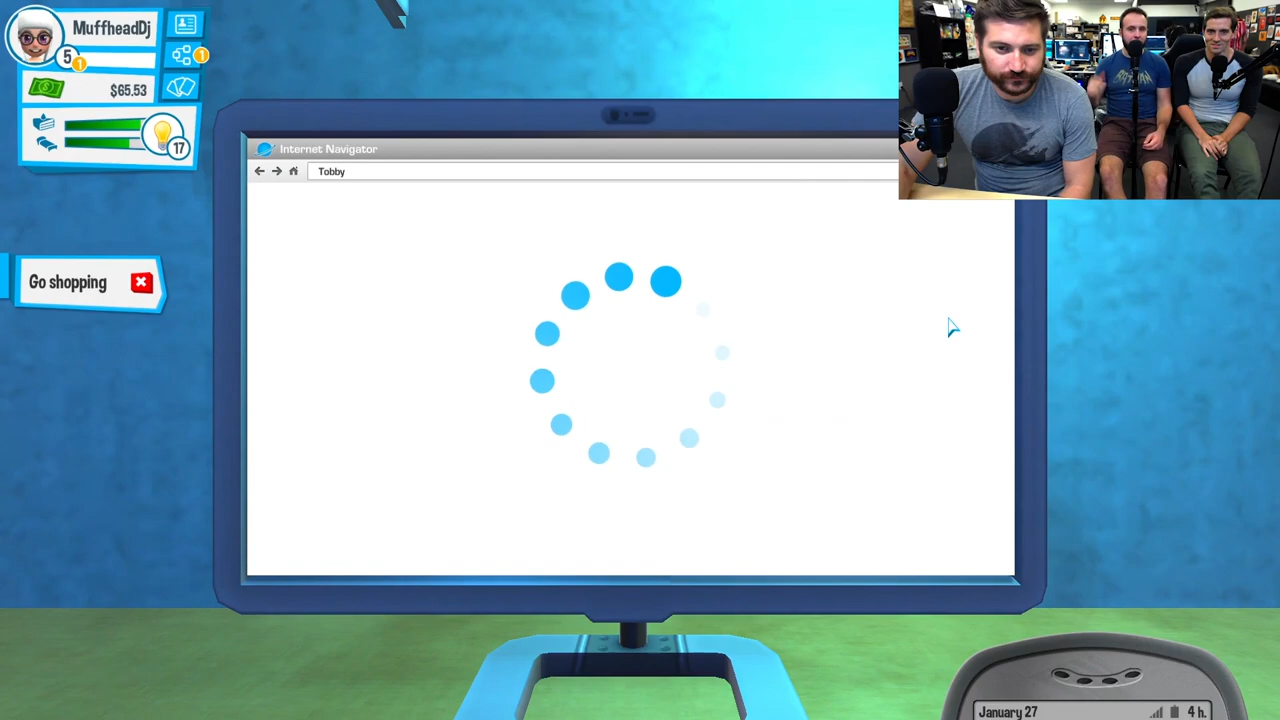 MuffheadDj
5
1
1
$65.53
17
Internet Navigator
Tobby
Go shopping
January 27
4 h.